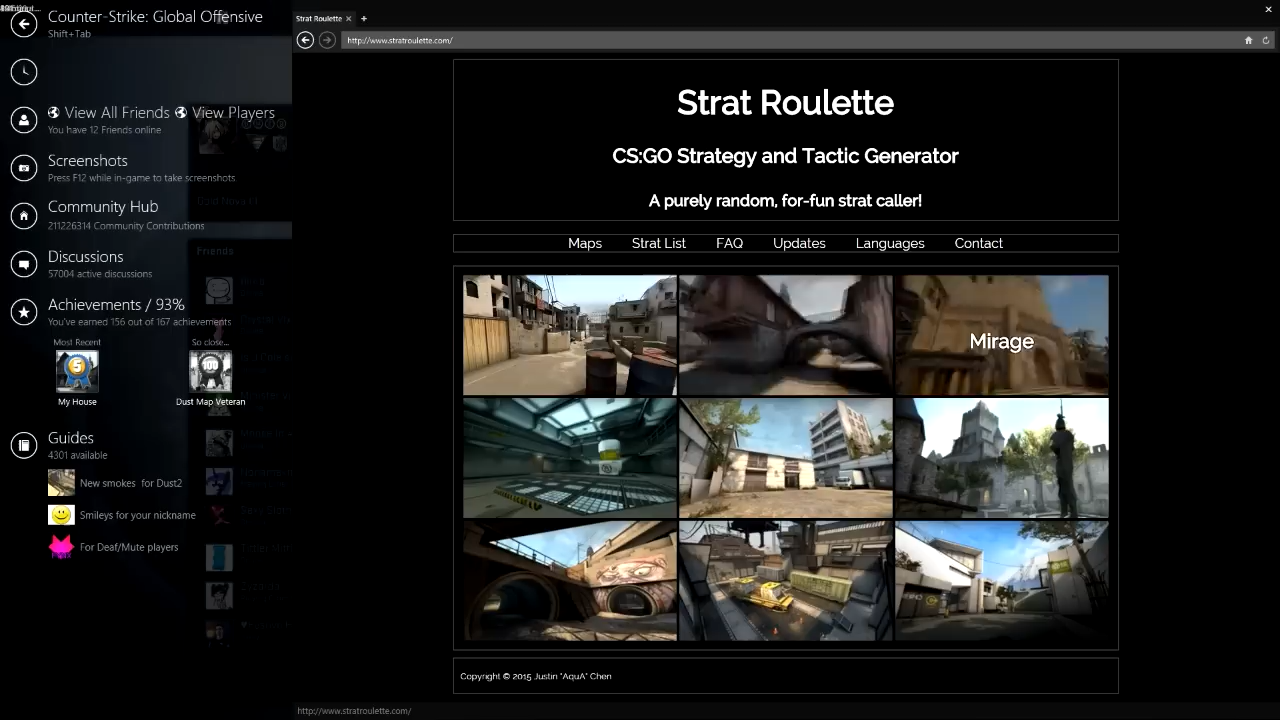 Counter-Strike: Global Offensive
Shift+Tab
View All Friends
View Players
You have 12 Friends online
Screenshots
Press F12 while in-game to take screenshots
Community Hub
211226314 Community Contributions
Discussions
57004 active discussions
Achievements / 93%
You've earned 156 out of 167 achievements
Most Recent
So close...
5
100
My House
Dust Map Veteran
Guides
4301 available
New smokes for Dust2
Smileys for your nickname
For Deaf/Mute players
Friends
Strat Roulette
http://www.stratroulette.com/
Strat Roulette
CS:GO Strategy and Tactic Generator
A purely random, for-fun strat caller!
Maps
Strat List
FAQ
Updates
Languages
Contact
Mirage
Copyright © 2015 Justin "AquA" Chen
http://www.stratroulette.com/